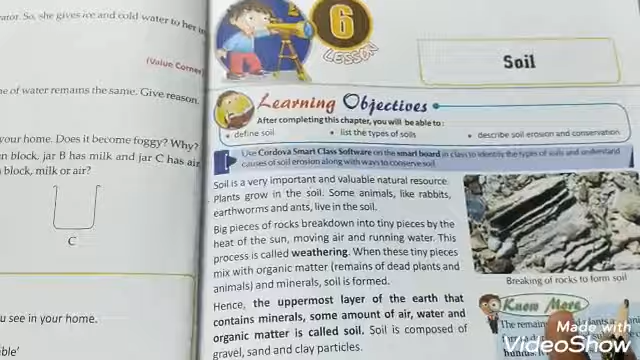 ator. So, she gives ice and cold water to her
(Value Corner)
e of water remains the same. Give reason.
your home. Does it become foggy? Why?
n block, jar B has milk and jar C has air
block, milk or air?
C
u see in your home.
6
LESSON
Soil
Learning Objectives
After completing this chapter, you will be able to :
• define soil • list the types of soils • describe soil erosion and conservation
Use Cordova Smart Class Software on the smart board in class to identify the types of soils and understand
causes of soil erosion along with ways to conserve soil.
Soil is a very important and valuable natural resource.
Plants grow in the soil. Some animals, like rabbits,
earthworms and ants, live in the soil.
Big pieces of rocks breakdown into tiny pieces by the
heat of the sun, moving air and running water. This
process is called weathering. When these tiny pieces
mix with organic matter (remains of dead plants and
animals) and minerals, soil is formed.
Hence, the uppermost layer of the earth that
contains minerals, some amount of air, water and
organic matter is called soil. Soil is composed of
gravel, sand and clay particles.
Breaking of rocks to form soil
Know More
The remain
Made with
VideoShow